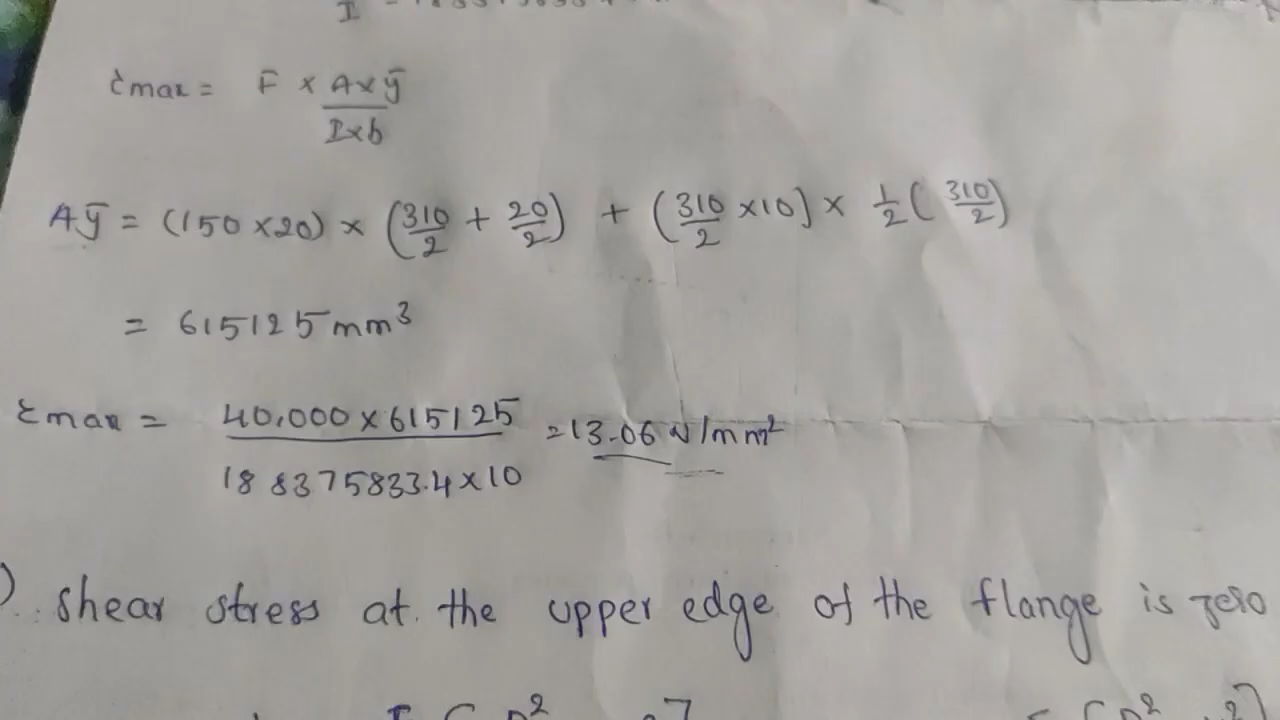 τmax = F × A×ȳ / I×b
Aȳ = (150 ×20) × (310/2 + 20/2) + (310/2 ×10) × 1/2 (310/2)
= 615125 mm³
τmax = 40,000 × 615125 / 188375833.4 × 10 = 13.06 N/mm²
) shear stress at the upper edge of the flange is zero